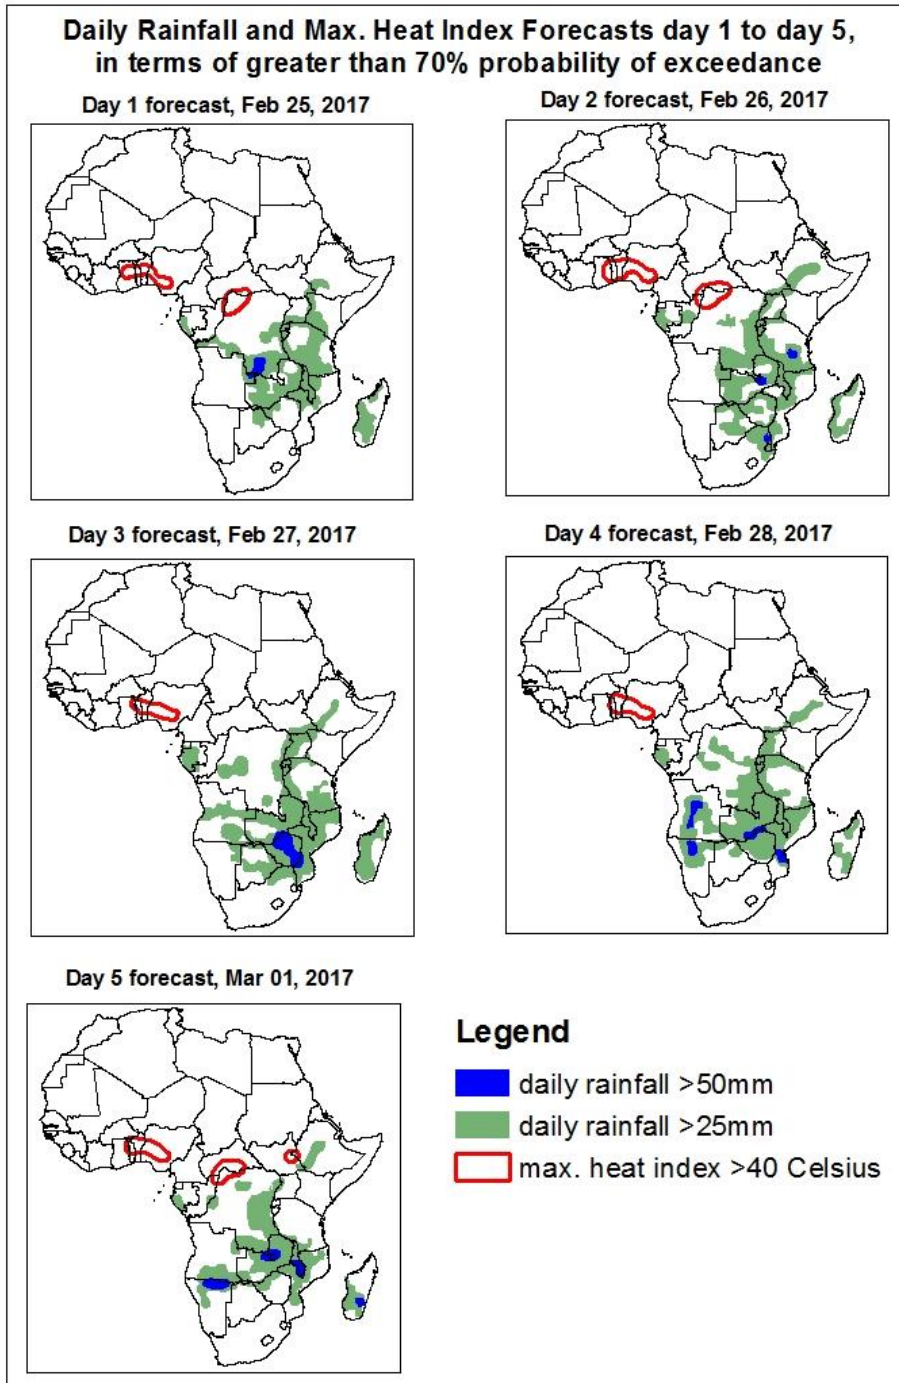 Daily Rainfall and Max. Heat Index Forecasts day 1 to day 5,
in terms of greater than 70% probability of exceedance
Day 1 forecast, Feb 25, 2017
Day 2 forecast, Feb 26, 2017
Day 3 forecast, Feb 27, 2017
Day 4 forecast, Feb 28, 2017
Day 5 forecast, Mar 01, 2017
Legend
daily rainfall >50mm
daily rainfall >25mm
max. heat index >40 Celsius